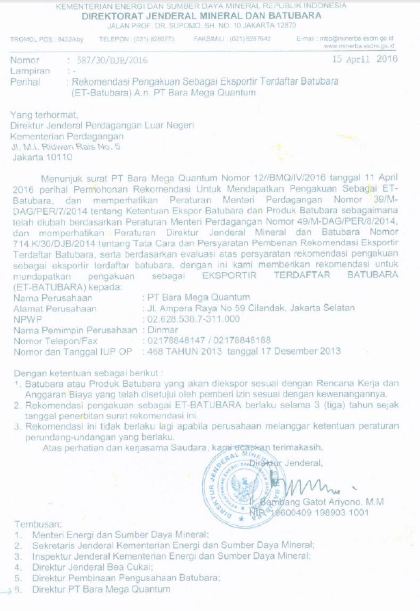 KEMENTERIAN ENERGI DAN SUMBER DAYA MINERAL REPUBLIK INDONESIA
DIREKTORAT JENDERAL MINERAL DAN BATUBARA
JALAN PROF. DR. SUPOMO, SH. NO. 10 JAKARTA 12870
TELEPON : (021)
FAKSIMILI : (021) 8297642
E-mail :
www.minerba.esdm.go.id
Nomor : 587/30/DJB/2016
15 April 2016
Lampiran : -
Perihal : Rekomendasi Pengakuan Sebagai Eksportir Terdaftar Batubara
(ET-Batubara) A.n. PT Bara Mega Quantum
Yang terhormat,
Direktur Jenderal Perdagangan Luar Negeri
Kementerian Perdagangan
Jl. M.I. Ridwan Rais No. 5
Jakarta 10110
Menunjuk surat PT Bara Mega Quantum Nomor 12//BMQ/IV/2016 tanggal 11 April
2016 perihal Permohonan Rekomendasi Untuk Mendapatkan Pengakuan Sebagai ET-
Batubara, dan memperhatikan Peraturan Menteri Perdagangan Nomor 39/M-
DAG/PER/7/2014 tentang Ketentuan Ekspor Batubara dan Produk Batubara sebagaimana
telah diubah berdasarkan Peraturan Menteri Perdagangan Nomor 49/M-DAG/PER/8/2014,
dan memperhatikan Peraturan Direktur Jenderal Mineral dan Batubara Nomor
714.K/30/DJB/2014 tentang Tata Cara dan Persyaratan Pemberian Rekomendasi Eksportir
Terdaftar Batubara, serta berdasarkan evaluasi atas persyaratan rekomendasi pengakuan
sebagai eksportir terdaftar batubara, dengan ini kami memberikan rekomendasi untuk
mendapatkan pengakuan sebagai EKSPORTIR TERDAFTAR BATUBARA
(ET-BATUBARA) kepada:
Nama Perusahaan : PT Bara Mega Quantum
Alamat Perusahaan : Jl. Ampera Raya No.59 Cilandak, Jakarta Selatan
NPWP : 02.628.538.7-311.000
Nama Pemimpin Perusahaan : Dinmar
Nomor Telepon/Fax : 02178848147 / 02178848188
Nomor dan Tanggal IUP OP : 468 TAHUN 2013 tanggal 17 Desember 2013
Dengan ketentuan sebagai berikut :
1. Batubara atau Produk Batubara yang akan diekspor sesuai dengan Rencana Kerja dan
Anggaran Biaya yang telah disetujui oleh pemberi izin sesuai dengan kewenangannya.
2. Rekomendasi pengakuan sebagai ET-BATUBARA berlaku selama 3 (tiga) tahun sejak
tanggal penerbitan surat rekomendasi ini.
3. Rekomendasi ini tidak berlaku lagi apabila perusahaan melanggar ketentuan peraturan
perundang-undangan yang berlaku.
Atas perhatian dan kerjasama Saudara, kami ucapkan terimakasih.
Direktur Jenderal,
Bambang Gatot Ariyono, M.M
NIP. 19600409 198903 1001
Tembusan:
1. Menteri Energi dan Sumber Daya Mineral;
2. Sekretaris Jenderal Kementerian Energi dan Sumber Daya Mineral;
3. Inspektur Jenderal Kementerian Energi dan Sumber Daya Mineral;
4. Direktur Jenderal Bea Cukai;
5. Direktur Pembinaan Pengusahaan Batubara;
6. Direktur PT Bara Mega Quantum